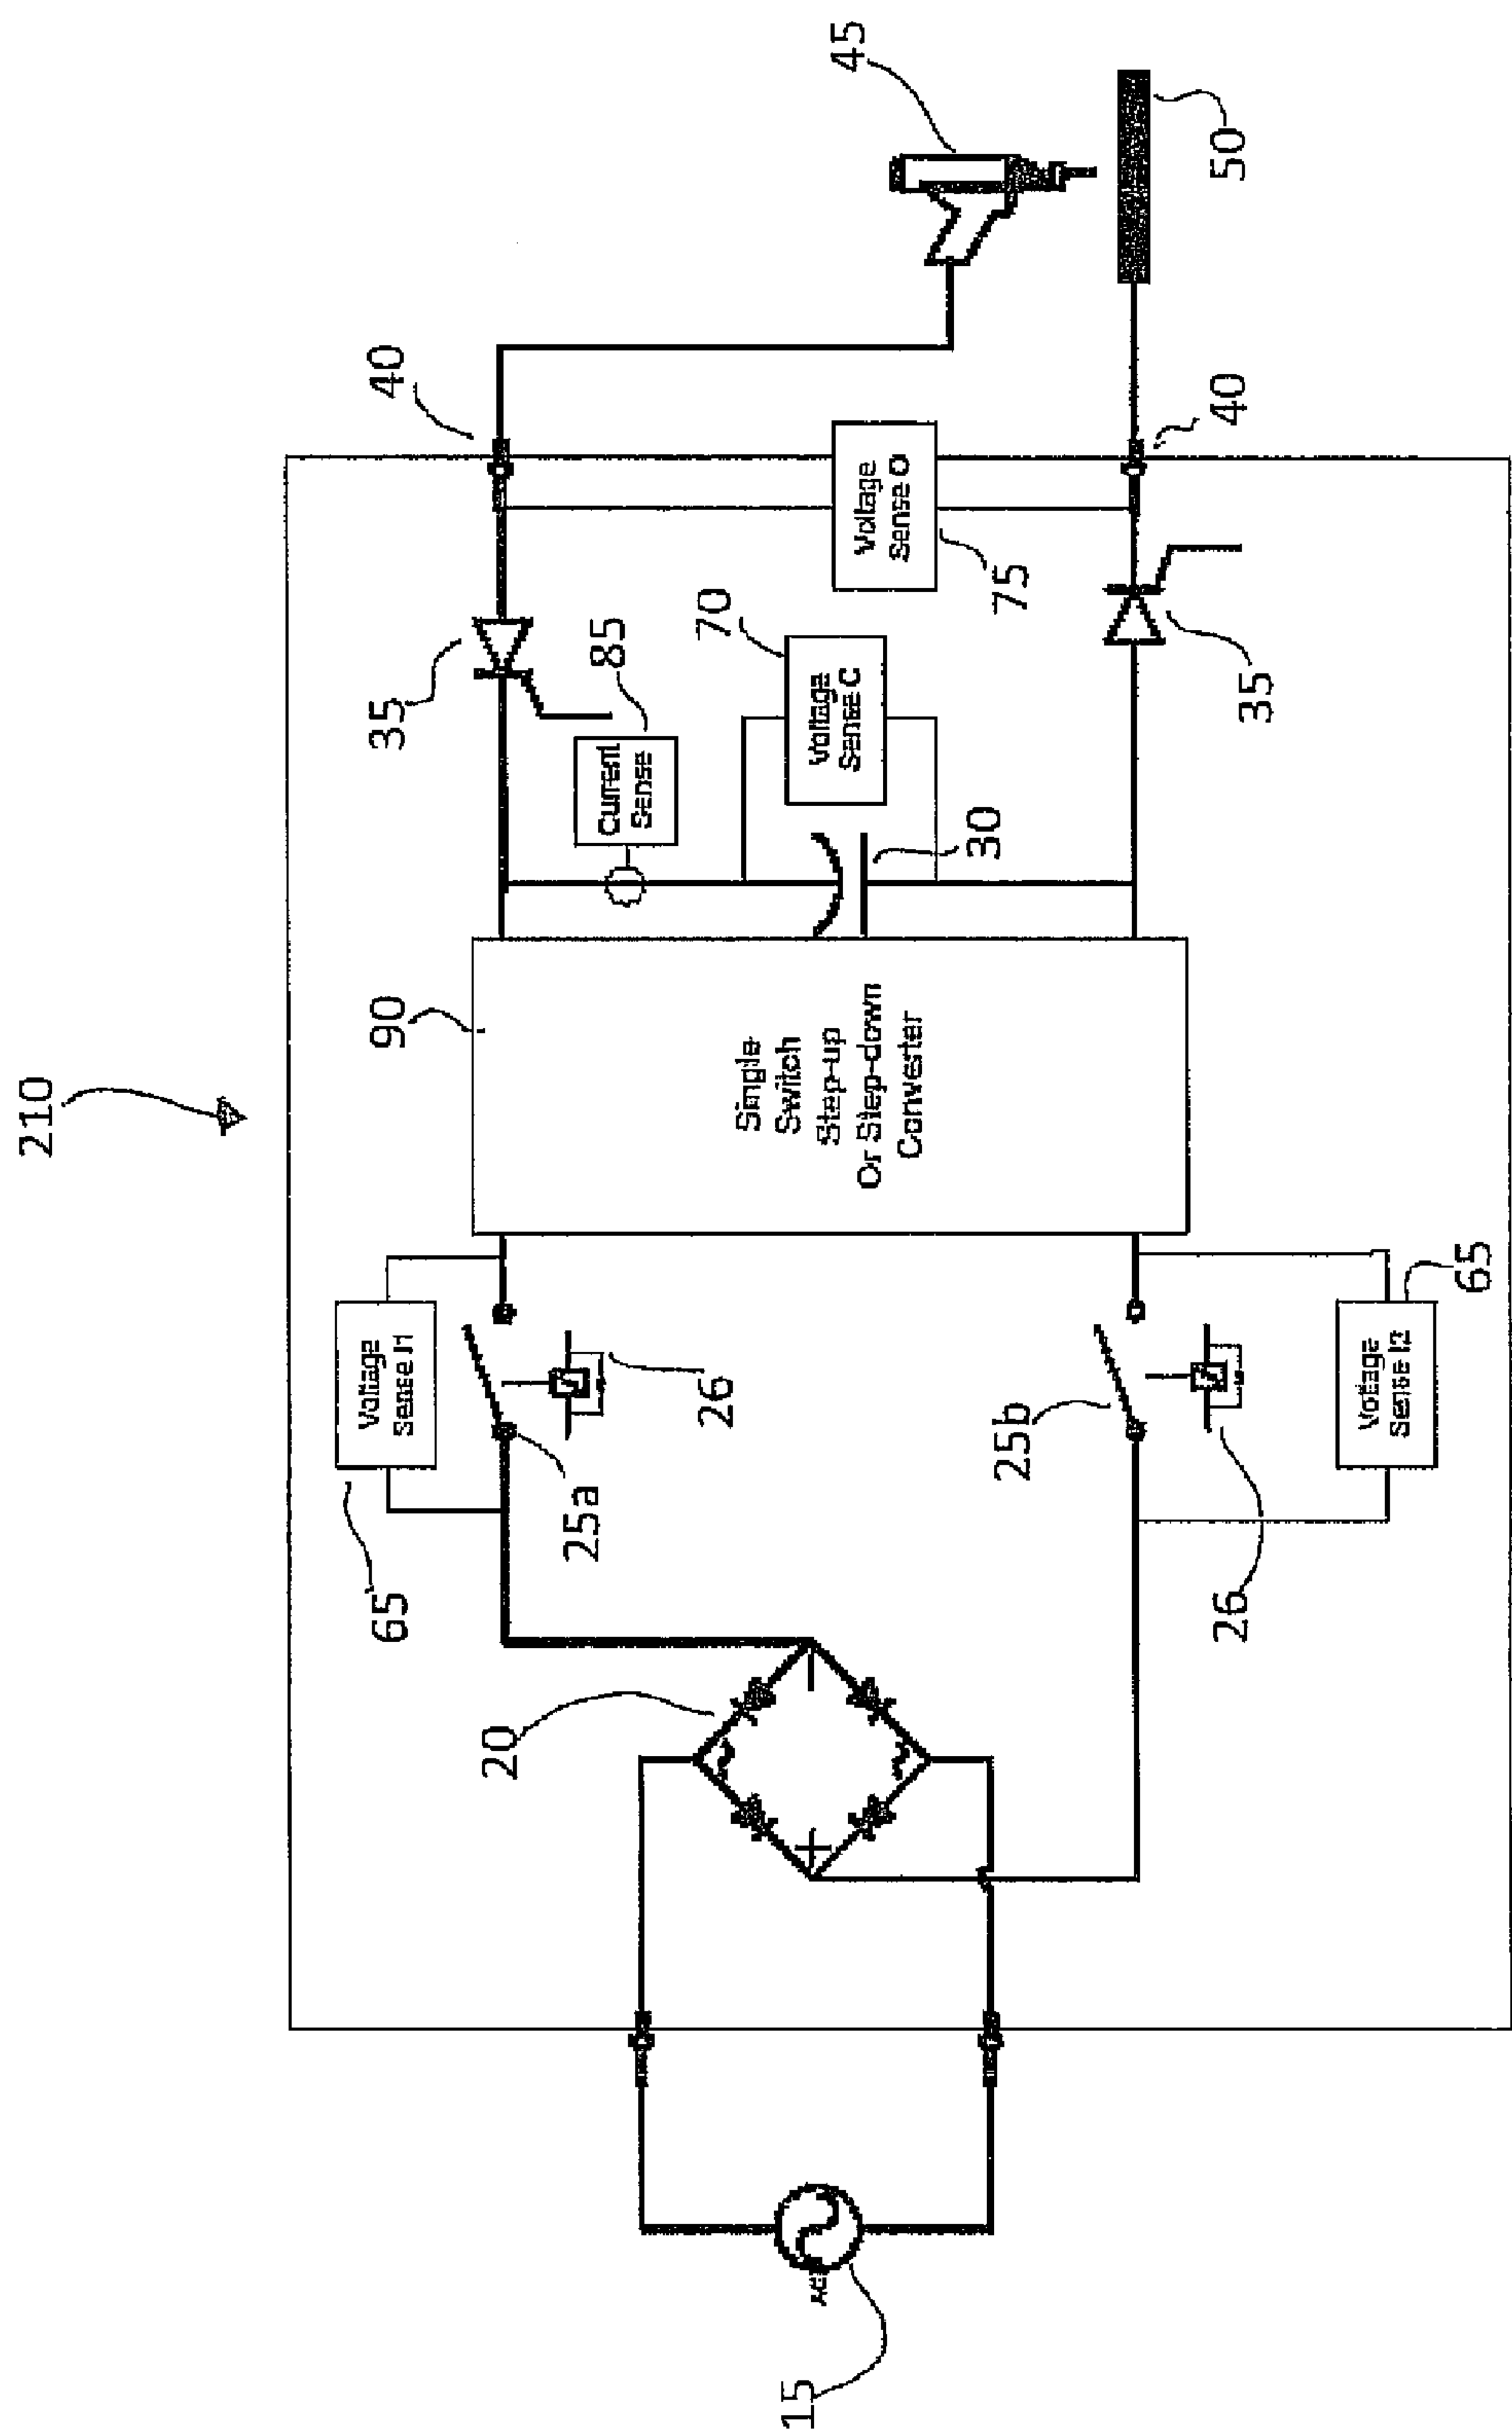 210
65
Voltage
Sense I1
90
35
40
25a
26
Current
Sense
85
20
Single
Switch
Step-up
Or Step-down
Converter
Voltage
Sense C
70
30
Voltage
Sense O
75
45
15
AC
+
−
25b
26
35
40
50
Voltage
Sense I2
65